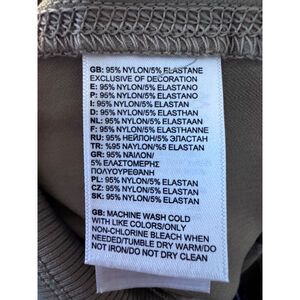 GB: 95% NYLON/5% ELASTANE
EXCLUSIVE OF DECORATION
E: 95% NYLON/5% ELASTANO
P: 95% NYLON/5% ELASTANO
I: 95% NYLON/5% ELASTAN
D: 95% NYLON/5% ELASTHAN
NL: 95% NYLON/5% ELASTAAN
F: 95% NYLON/5% ELASTHANNE
RU: 95% НЕЙЛОН/5% ЭЛАСТАН
TR: %95 NAYLON/%5 ELASTAN
GR: 95% ΝΑΙΛΟΝ/
5% ΕΛΑΣΤΟΜΕΡΗΣ
ΠΟΛΥΟΥΡΕΘΑΝΗ
PL: 95% NYLON/5% ELASTAN
CZ: 95% NYLON/5% ELASTAN
SK: 95% NYLON/5% ELASTAN
GB: MACHINE WASH COLD
WITH LIKE COLORS/ONLY
NON-CHLORINE BLEACH WHEN
NEEDED/TUMBLE DRY WARM/DO
NOT IRON/DO NOT DRY CLEAN